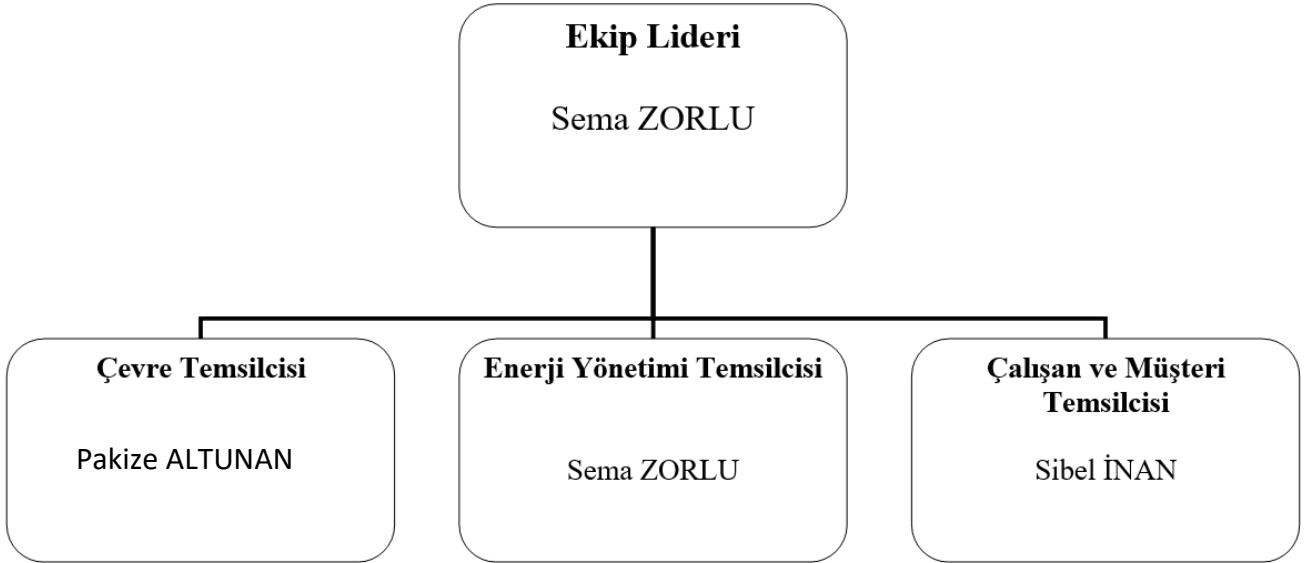 Ekip Lideri
Sema ZORLU
Çevre Temsilcisi
Pakize ALTUNAN
Enerji Yönetimi Temsilcisi
Sema ZORLU
Çalışan ve Müşteri
Temsilcisi
Sibel İNAN